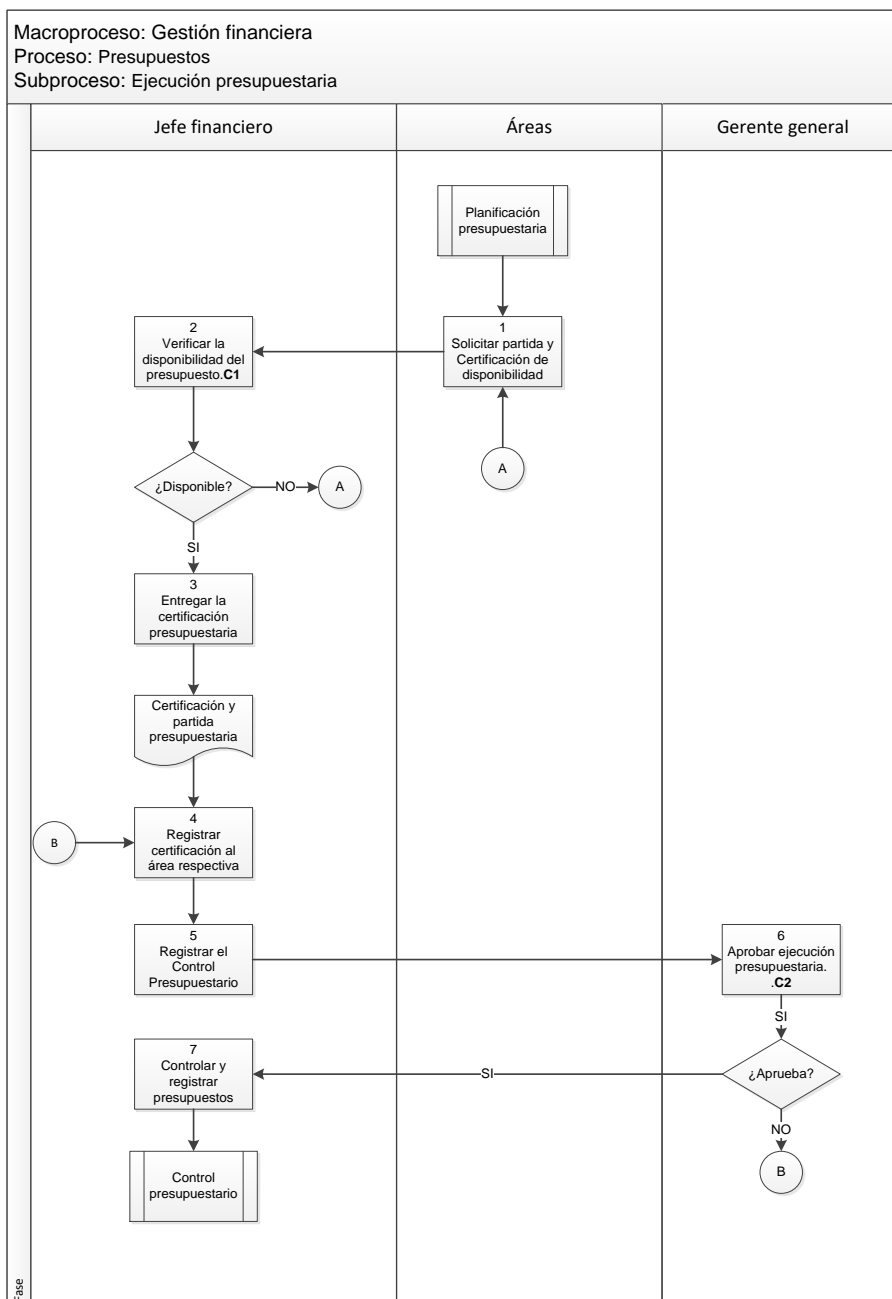 Macroproceso: Gestión financiera
Proceso: Presupuestos
Subproceso: Ejecución presupuestaria
Jefe financiero
Áreas
Gerente general
Planificación
presupuestaria
2
Verificar la
disponibilidad del
presupuesto.C1
1
Solicitar partida y
Certificación de
disponibilidad
¿Disponible?
NO
A
A
SI
3
Entregar la
certificación
presupuestaria
Certificación y
partida
presupuestaria
B
4
Registrar
certificación al
área respectiva
5
Registrar el
Control
Presupuestario
6
Aprobar ejecución
presupuestaria.
.C2
SI
7
Controlar y
registrar
presupuestos
SI
¿Aprueba?
NO
B
Control
presupuestario
Fase